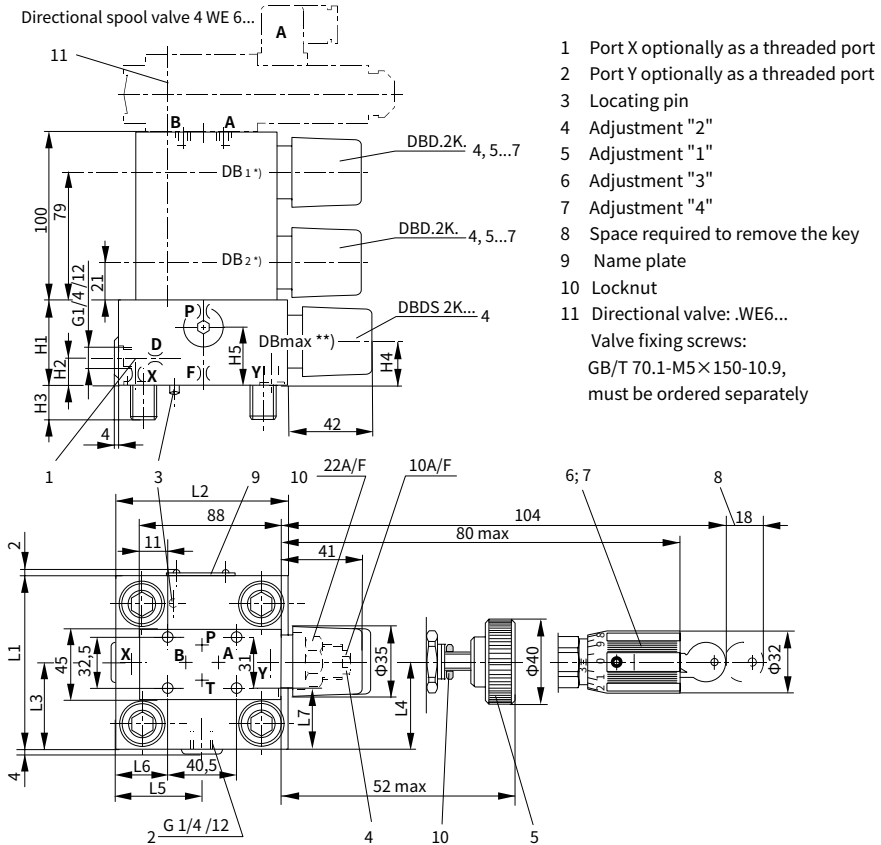 Directional spool valve 4 WE 6...
A
11
B
A
DBD.2K.
4, 5...7
DB1*)
100
79
DBD.2K.
4, 5...7
DB2*)
21
G1/4 /12
P
DBDS 2K...
4
DBmax **)
D
H1
H2
H5
H4
X
F
Y
H3
4
42
1
3
9
10
22A/F
10A/F
6; 7
8
1 Port X optionally as a threaded port
2 Port Y optionally as a threaded port
3 Locating pin
4 Adjustment "2"
5 Adjustment "1"
6 Adjustment "3"
7 Adjustment "4"
8 Space required to remove the key
9 Name plate
10 Locknut
11 Directional valve: .WE6...
Valve fixing screws:
GB/T 70.1-M5×150-10.9,
must be ordered separately
L2
88
104
18
80 max
11
41
2
L1
45
32,5
X
P
B
A
T
Y
31
Φ35
Φ40
Φ32
L3
L7
L4
4
L6
40,5
L5
52 max
G 1/4 /12
2
4
10
5